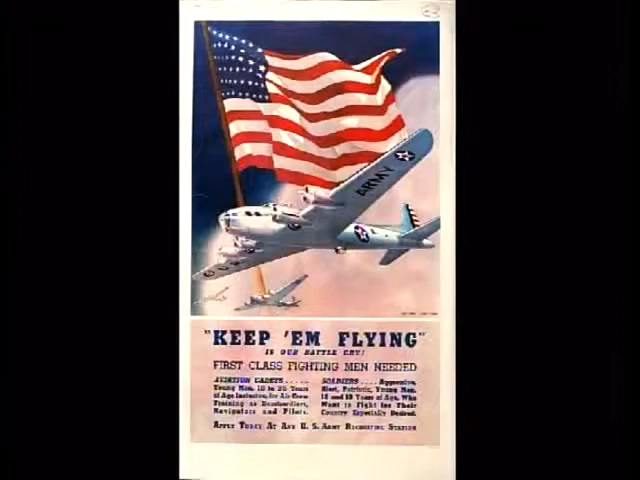 ARMY
"KEEP 'EM FLYING"
IS OUR BATTLE CRY!
FIRST CLASS FIGHTING MEN NEEDED
AVIATION CADETS.....
Young Men, 18 to 26 Years
of Age Inclusive, for Air Crew
Training as Bombardiers,
Navigators and Pilots.
SOLDIERS.... Aggressive,
Alert, Patriotic, Young Men,
18 and 19 Years of Age, Who
Want to Fight for Their
Country Especially Desired.
APPLY TODAY AT ANY U. S. ARMY RECRUITING STATION